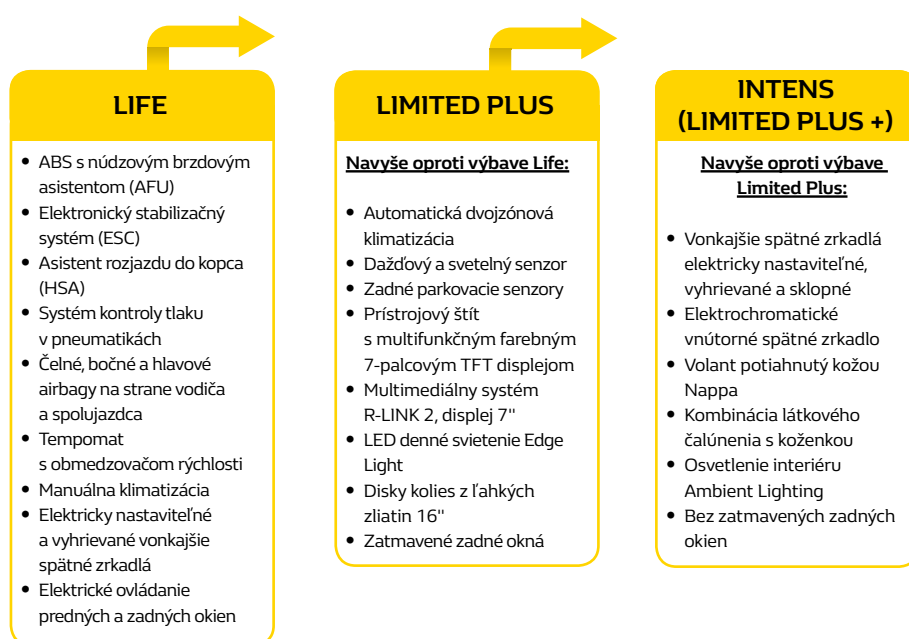 LIFE
ABS s núdzovým brzdovým
asistentom (AFU)
Elektronický stabilizačný
systém (ESC)
Asistent rozjazdu do kopca
(HSA)
Systém kontroly tlaku
v pneumatikách
Čelné, bočné a hlavové
airbagy na strane vodiča
a spolujazdca
Tempomat
s obmedzovačom rýchlosti
Manuálna klimatizácia
Elektricky nastaviteľné
a vyhrievané vonkajšie
spätné zrkadlá
Elektrické ovládanie
predných a zadných okien
LIMITED PLUS
Navyše oproti výbave Life:
Automatická dvojzónová
klimatizácia
Dažďový a svetelný senzor
Zadné parkovacie senzory
Prístrojový štít
s multifunkčným farebným
7-palcovým TFT displejom
Multimediálny systém
R-LINK 2, displej 7"
LED denné svietenie Edge
Light
Disky kolies z ľahkých
zliatin 16"
Zatmavené zadné okná
INTENS
(LIMITED PLUS +)
Navyše oproti výbave
Limited Plus:
Vonkajšie spätné zrkadlá
elektricky nastaviteľné,
vyhrievané a sklopné
Elektrochromatické
vnútorné spätné zrkadlo
Volant potiahnutý kožou
Nappa
Kombinácia látkového
čalúnenia s koženkou
Osvetlenie interiéru
Ambient Lighting
Bez zatmavených zadných
okien